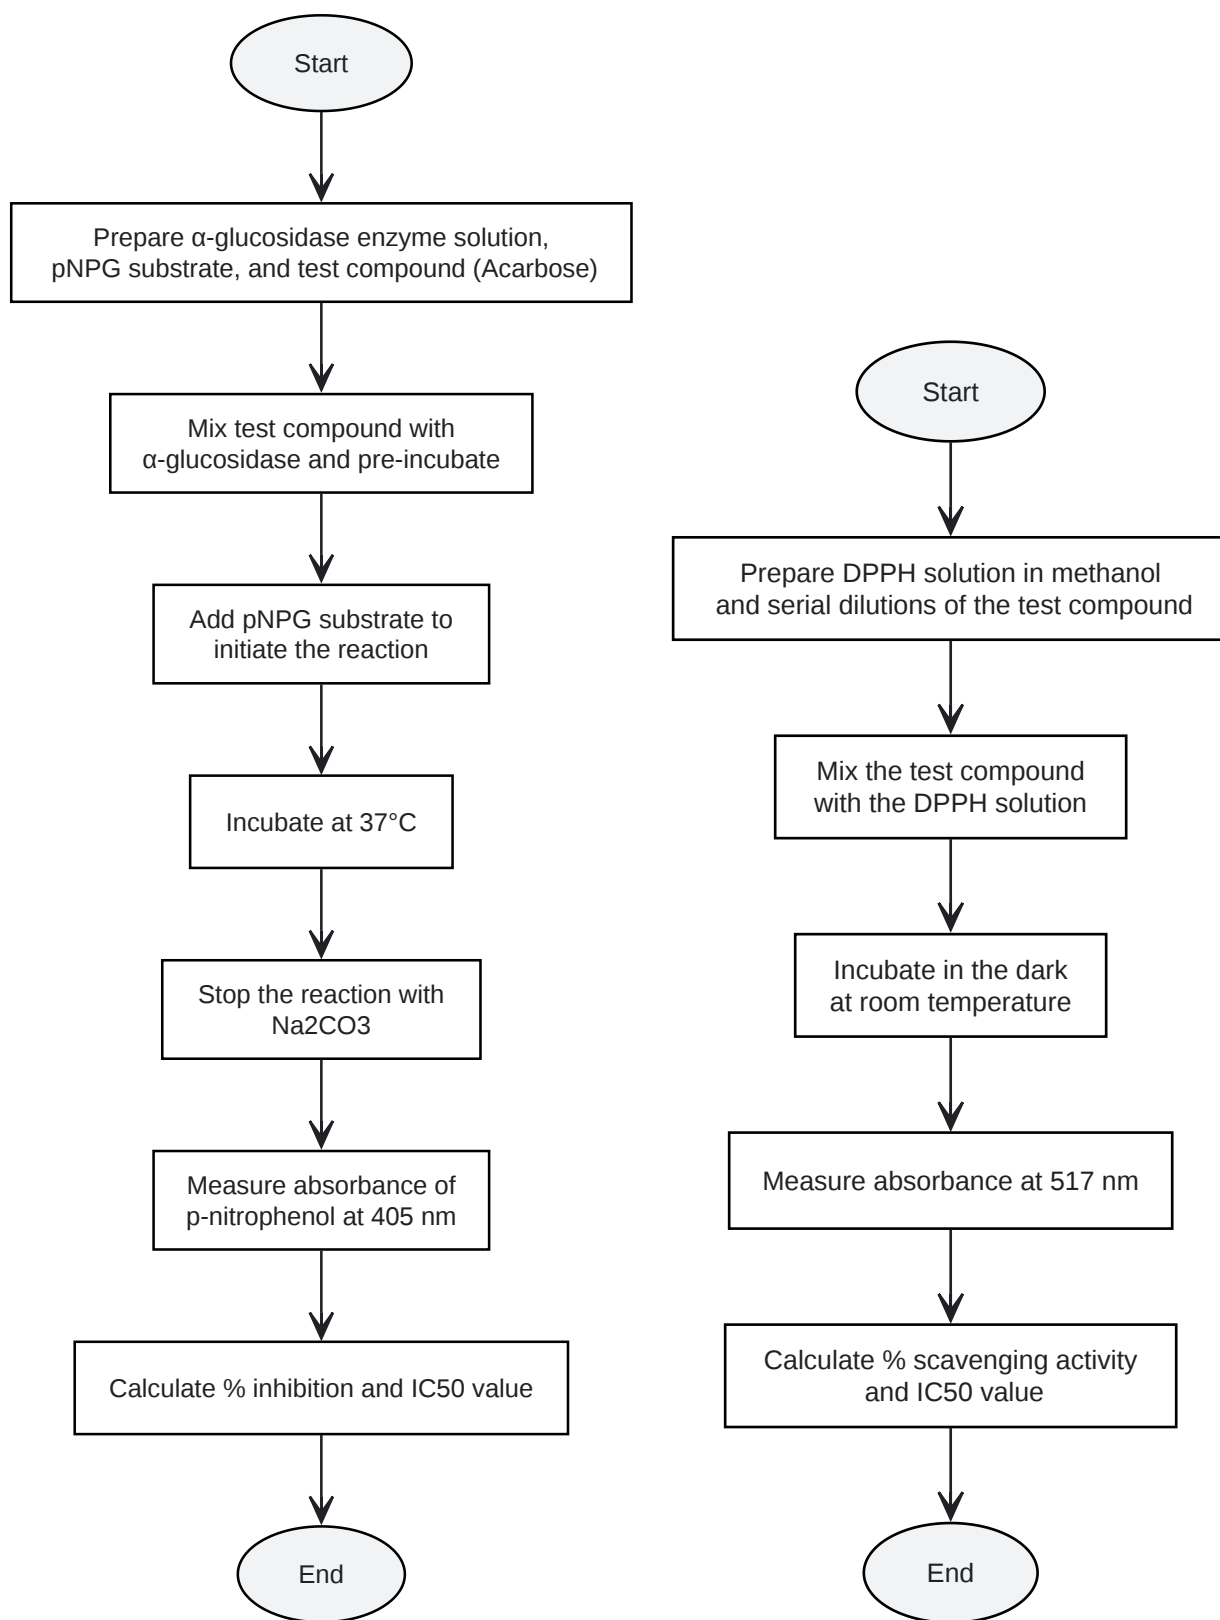 Start
Prepare α-glucosidase enzyme solution,
pNPG substrate, and test compound (Acarbose)
Mix test compound with
α-glucosidase and pre-incubate
Add pNPG substrate to
initiate the reaction
Incubate at 37°C
Stop the reaction with
Na2CO3
Measure absorbance of
p-nitrophenol at 405 nm
Calculate % inhibition and IC50 value
End
Start
Prepare DPPH solution in methanol
and serial dilutions of the test compound
Mix the test compound
with the DPPH solution
Incubate in the dark
at room temperature
Measure absorbance at 517 nm
Calculate % scavenging activity
and IC50 value
End